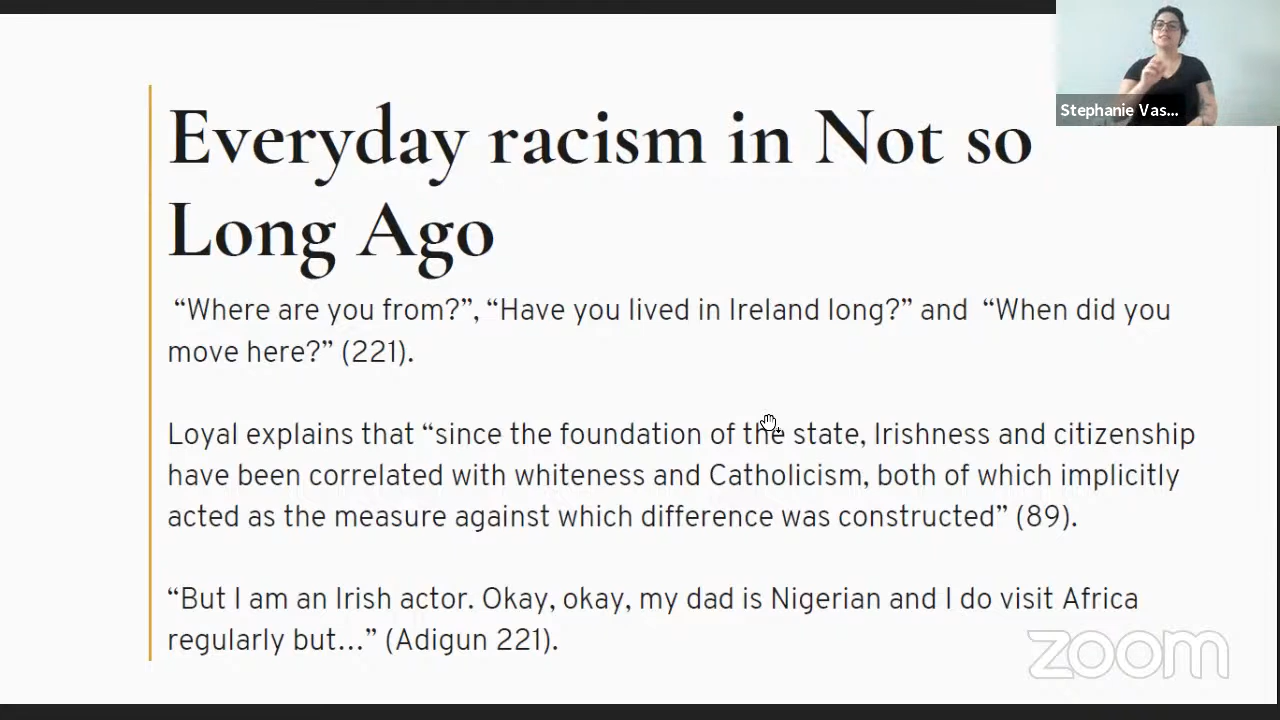 Stephanie Vas...
Everyday racism in Not so
Long Ago
“Where are you from?”, “Have you lived in Ireland long?” and “When did you
move here?” (221).
Loyal explains that “since the foundation of the state, Irishness and citizenship
have been correlated with whiteness and Catholicism, both of which implicitly
acted as the measure against which difference was constructed” (89).
“But I am an Irish actor. Okay, okay, my dad is Nigerian and I do visit Africa
regularly but...” (Adigun 221).
zoom